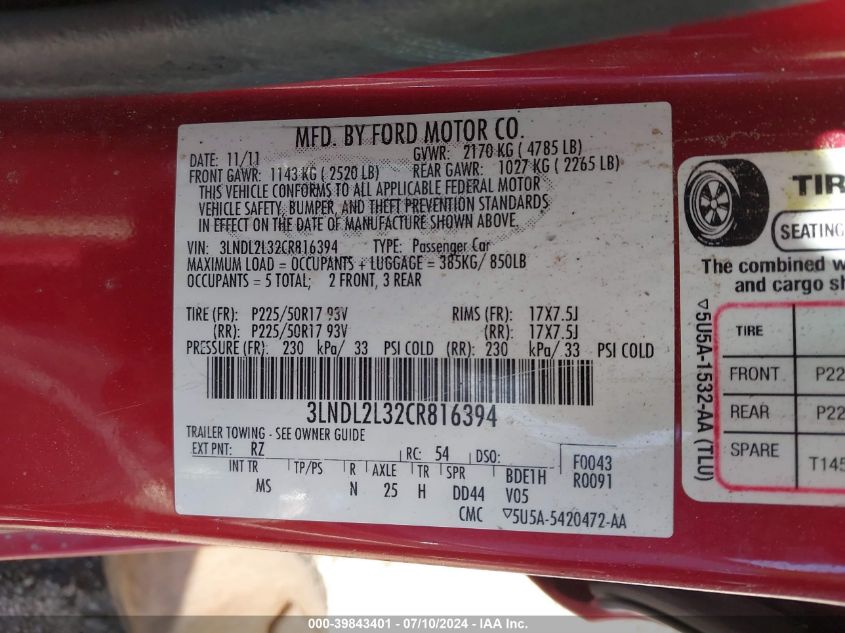 MFD. BY FORD MOTOR CO.
DATE: 11/11 GVWR: 2170 KG ( 4785 LB)
FRONT GAWR: 1143 KG ( 2520 LB) REAR GAWR: 1027 KG ( 2265 LB)
THIS VEHICLE CONFORMS TO ALL APPLICABLE FEDERAL MOTOR
VEHICLE SAFETY, BUMPER, AND THEFT PREVENTION STANDARDS
IN EFFECT ON THE DATE OF MANUFACTURE SHOWN ABOVE.
VIN: 3LNDL2L32CR816394 TYPE: Passenger Car
MAXIMUM LOAD = OCCUPANTS + LUGGAGE = 385KG/ 850LB
OCCUPANTS = 5 TOTAL; 2 FRONT, 3 REAR
TIRE (FR): P225/50R17 93V RIMS (FR): 17X7.5J
(RR): P225/50R17 93V (RR): 17X7.5J
PRESSURE (FR): 230 kPa/ 33 PSI COLD (RR): 230 kPa/ 33 PSI COLD
3LNDL2L32CR816394
TRAILER TOWING - SEE OWNER GUIDE
EXT PNT: RZ RC: 54 DSO: F0043
INT TR TP/PS R AXLE TR SPR BDE1H R0091
MS N 25 H DD44 V05
CMC ▽5U5A-5420472-AA
TIR
SEATING
The combined w
and cargo sh
▽5U5A-1532-AA (TLU)
TIRE
FRONT P22
REAR P22
SPARE T145
000-39843401 - 07/10/2024 - IAA Inc.